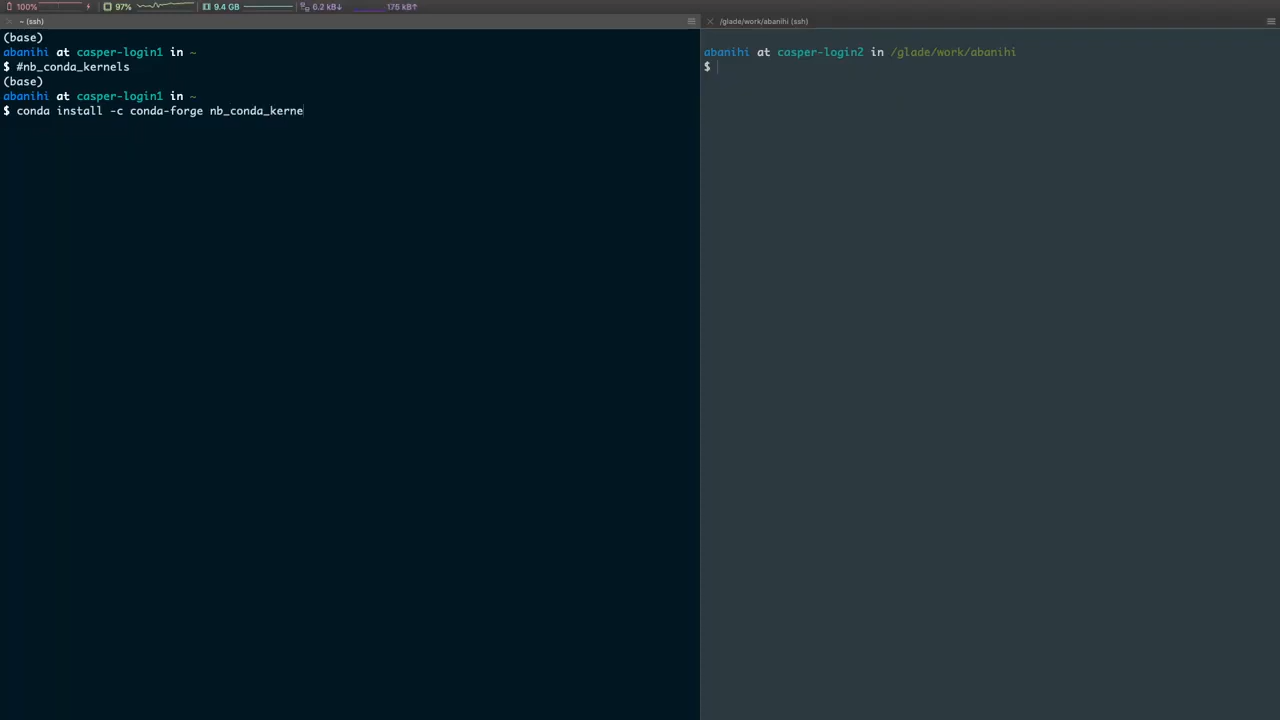 100% 97% 9.4 GB 6.2 kB↓ 175 kB↑
~ (ssh)
(base)
abanihi at casper-login1 in ~
$ #nb_conda_kernels
(base)
abanihi at casper-login1 in ~
$ conda install -c conda-forge nb_conda_kerne
/glade/work/abanihi (ssh)
abanihi at casper-login2 in /glade/work/abanihi
$